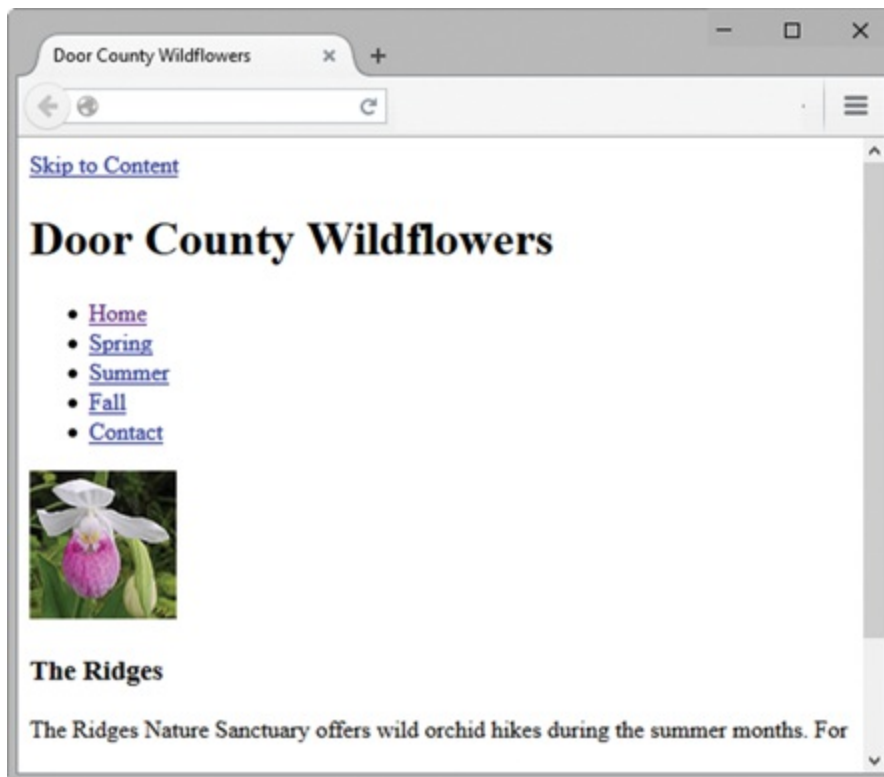 Door County Wildflowers
Skip to Content
Door County Wildflowers
Home
Spring
Summer
Fall
Contact
The Ridges
The Ridges Nature Sanctuary offers wild orchid hikes during the summer months. For